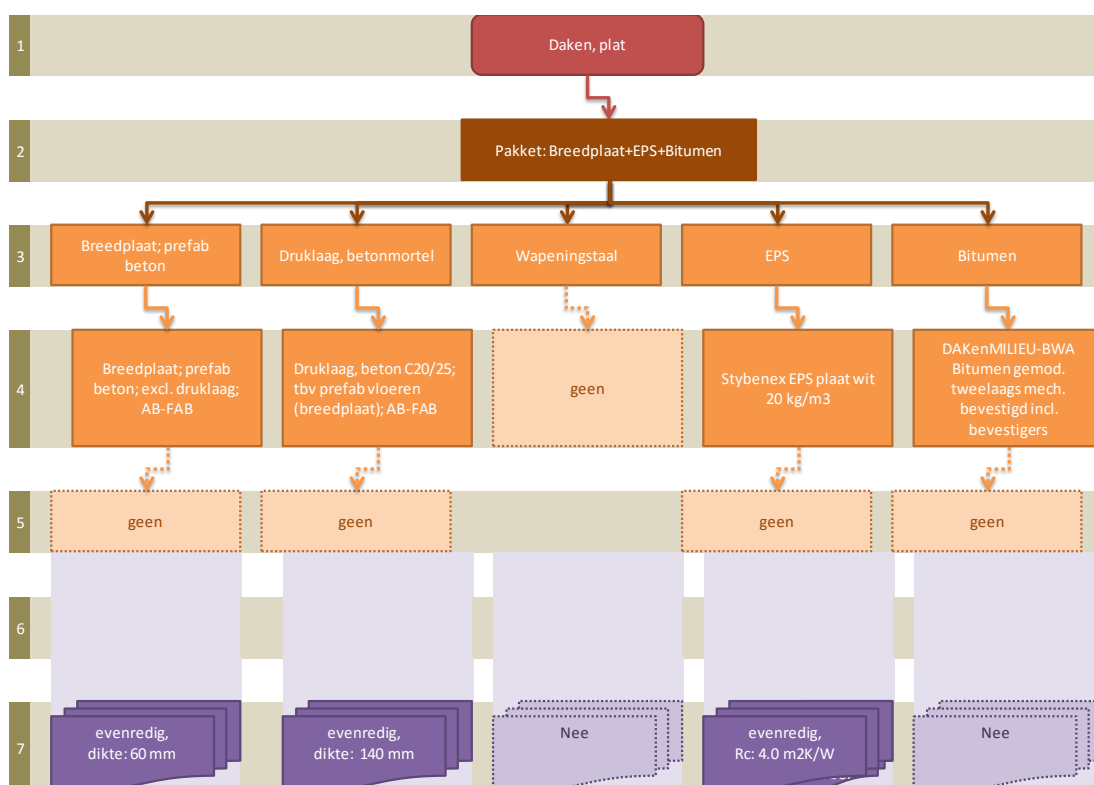 1
Daken, plat
2
Pakket: Breedplaat+EPS+Bitumen
3
Breedplaat; prefab
beton
Druklaag, betonmortel
Wapeningstaal
EPS
Bitumen
4
Breedplaat; prefab
beton; excl. druklaag;
AB-FAB
Druklaag, beton C20/25;
tbv prefab vloeren
(breedplaat); AB-FAB
geen
Stybenex EPS plaat wit
20 kg/m3
DAKenMILIEU-BWA
Bitumen gemod.
tweelaags mech.
bevestigd incl.
bevestigers
5
geen
geen
geen
geen
6
7
evenredig,
dikte: 60 mm
evenredig,
dikte: 140 mm
Nee
evenredig,
Rc: 4.0 m2K/W
Nee